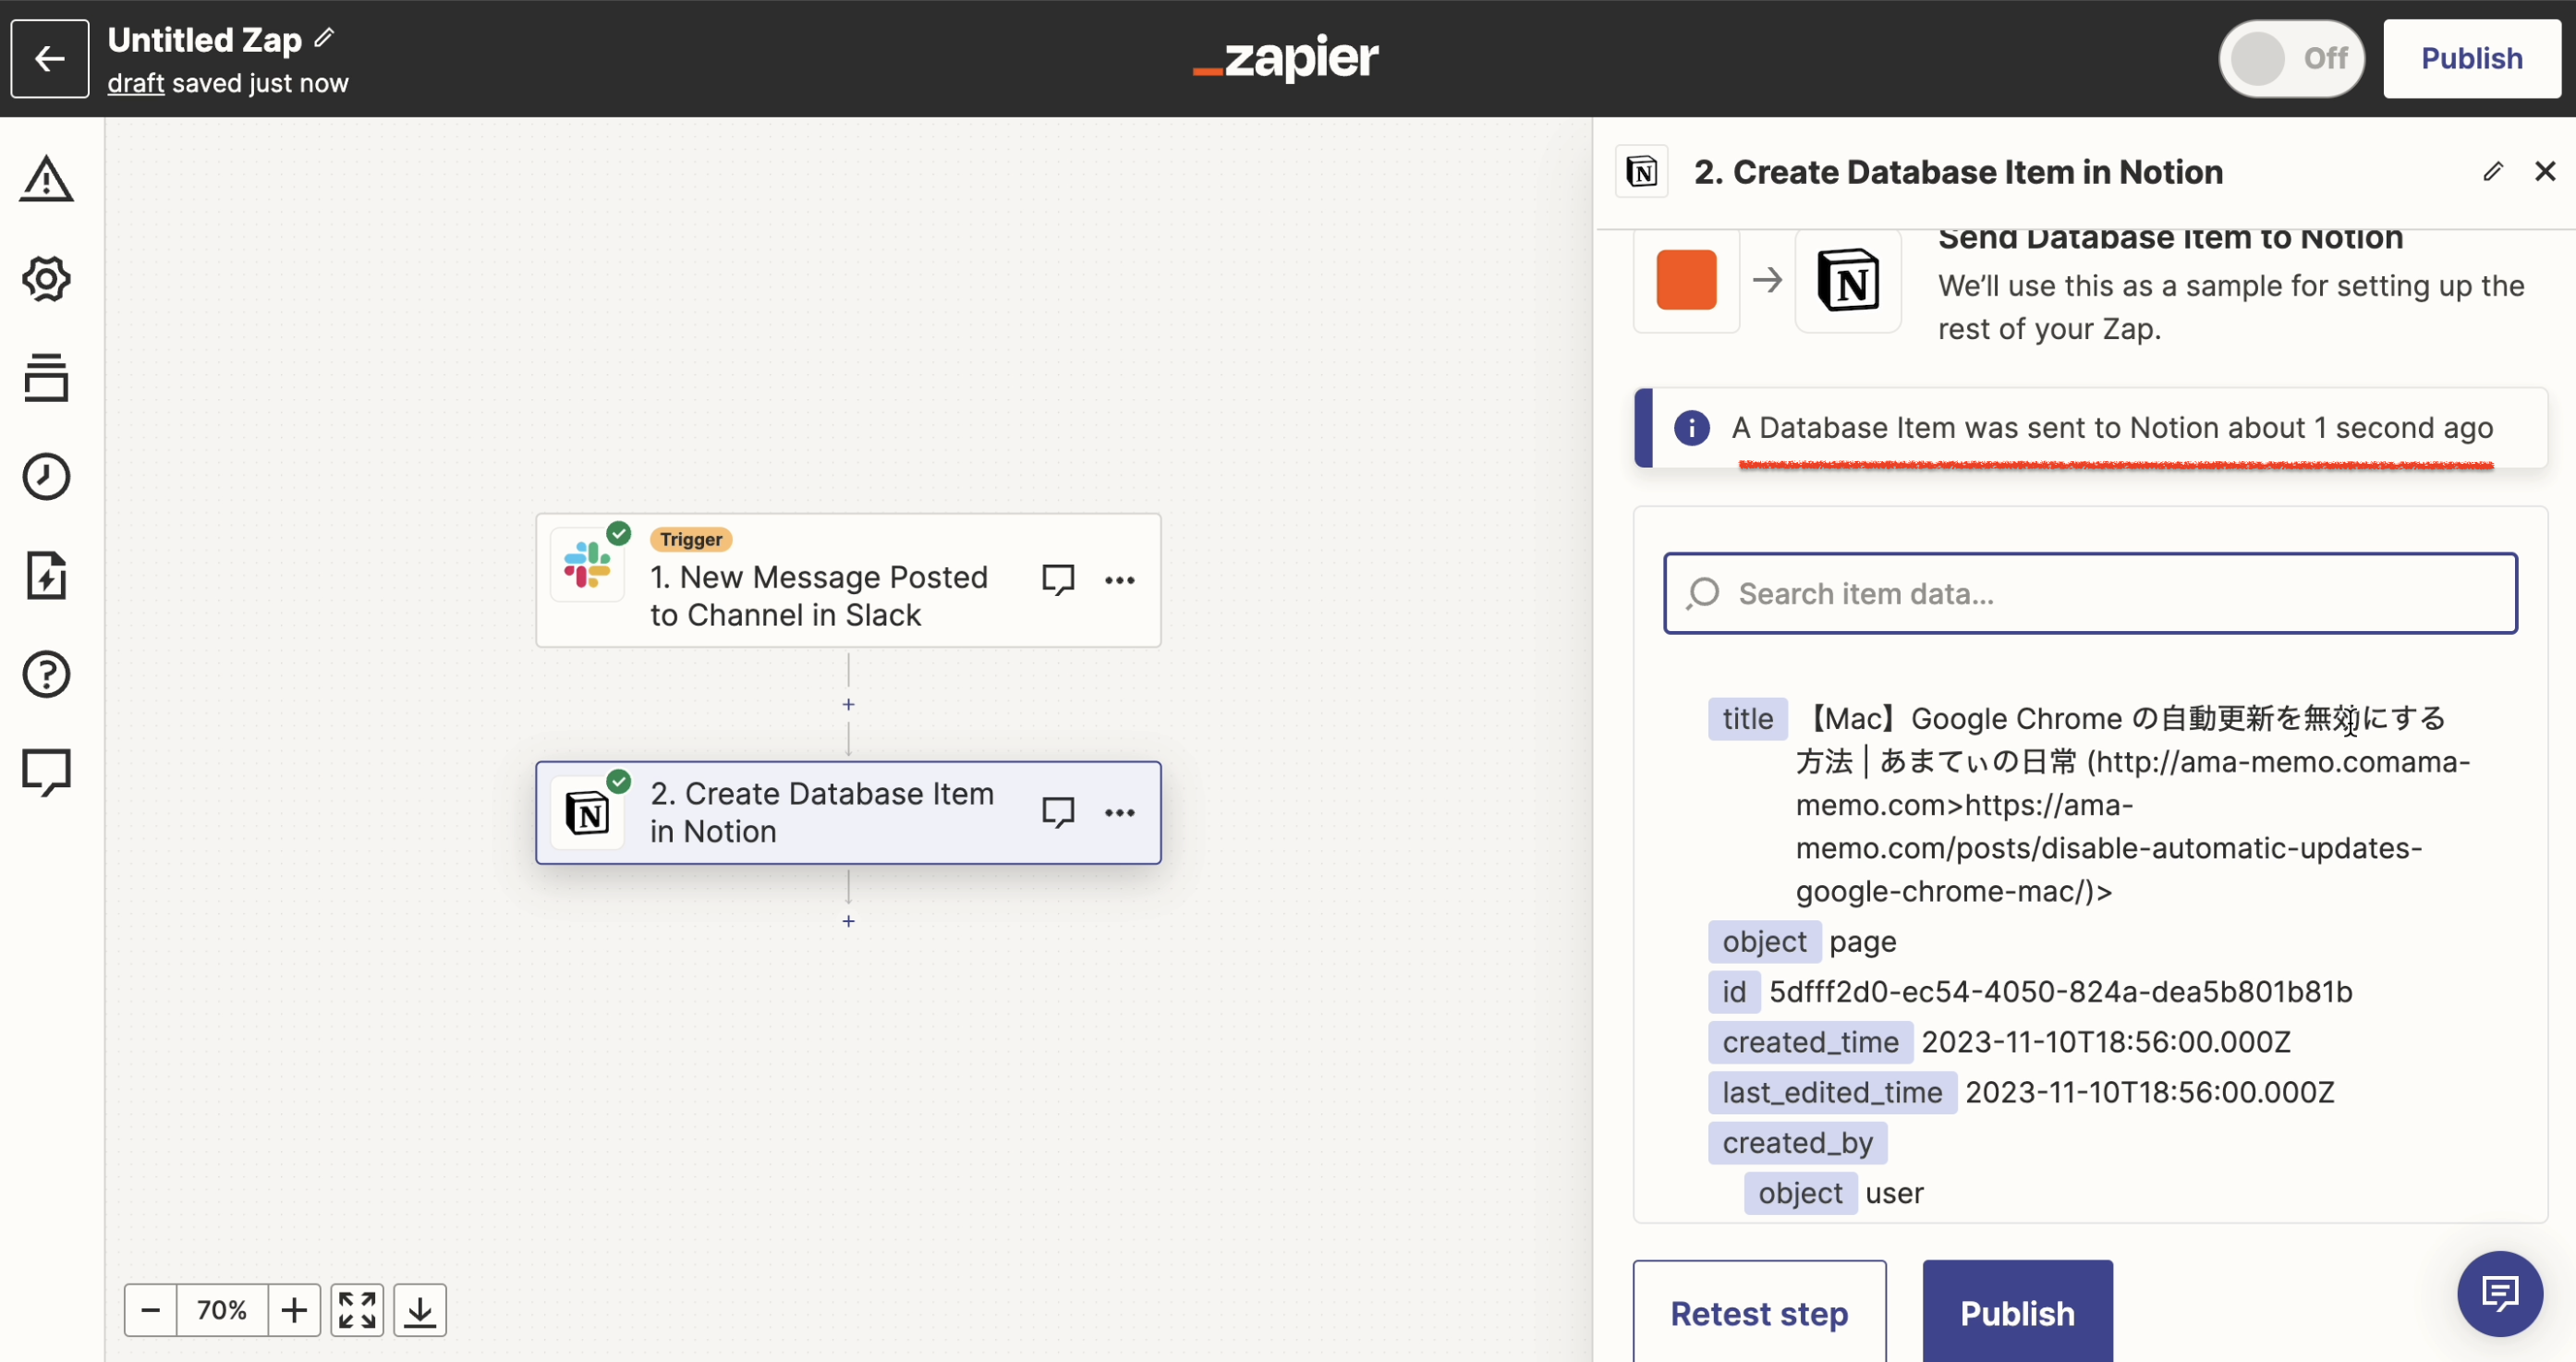 Untitled Zap
draft saved just now
zapier
Off
Publish
2. Create Database Item in Notion
Send Database Item to Notion
We’ll use this as a sample for setting up the
rest of your Zap.
A Database Item was sent to Notion about 1 second ago
Search item data...
title 【Mac】Google Chrome の自動更新を無効にする
方法 | あまてぃの日常 (http://ama-memo.comama-
memo.com>https://ama-
memo.com/posts/disable-automatic-updates-
google-chrome-mac/)>
object page
id 5dfff2d0-ec54-4050-824a-dea5b801b81b
created_time 2023-11-10T18:56:00.000Z
last_edited_time 2023-11-10T18:56:00.000Z
created_by
object user
Retest step
Publish
Trigger
1. New Message Posted
to Channel in Slack
2. Create Database Item
in Notion
70%